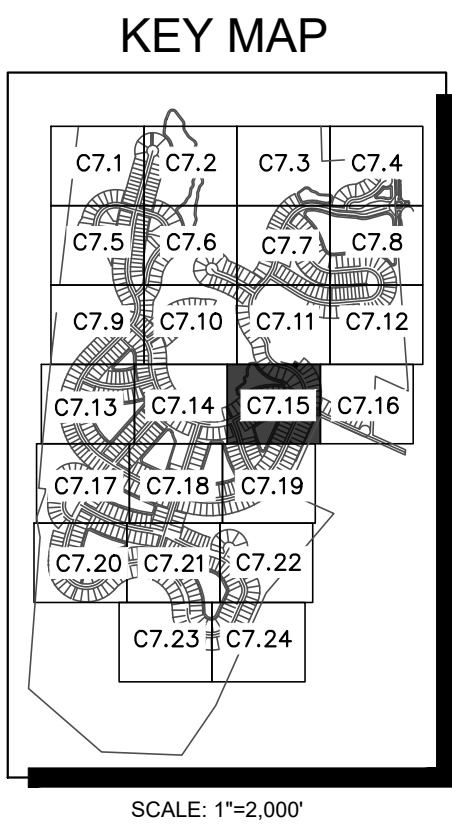 KEY MAP
C7.1 C7.2 C7.3 C7.4
C7.5 C7.6 C7.7 C7.8
C7.9 C7.10 C7.11 C7.12
C7.13 C7.14 C7.15 C7.16
C7.17 C7.18 C7.19
C7.20 C7.21 C7.22
C7.23 C7.24
SCALE: 1"=2,000'